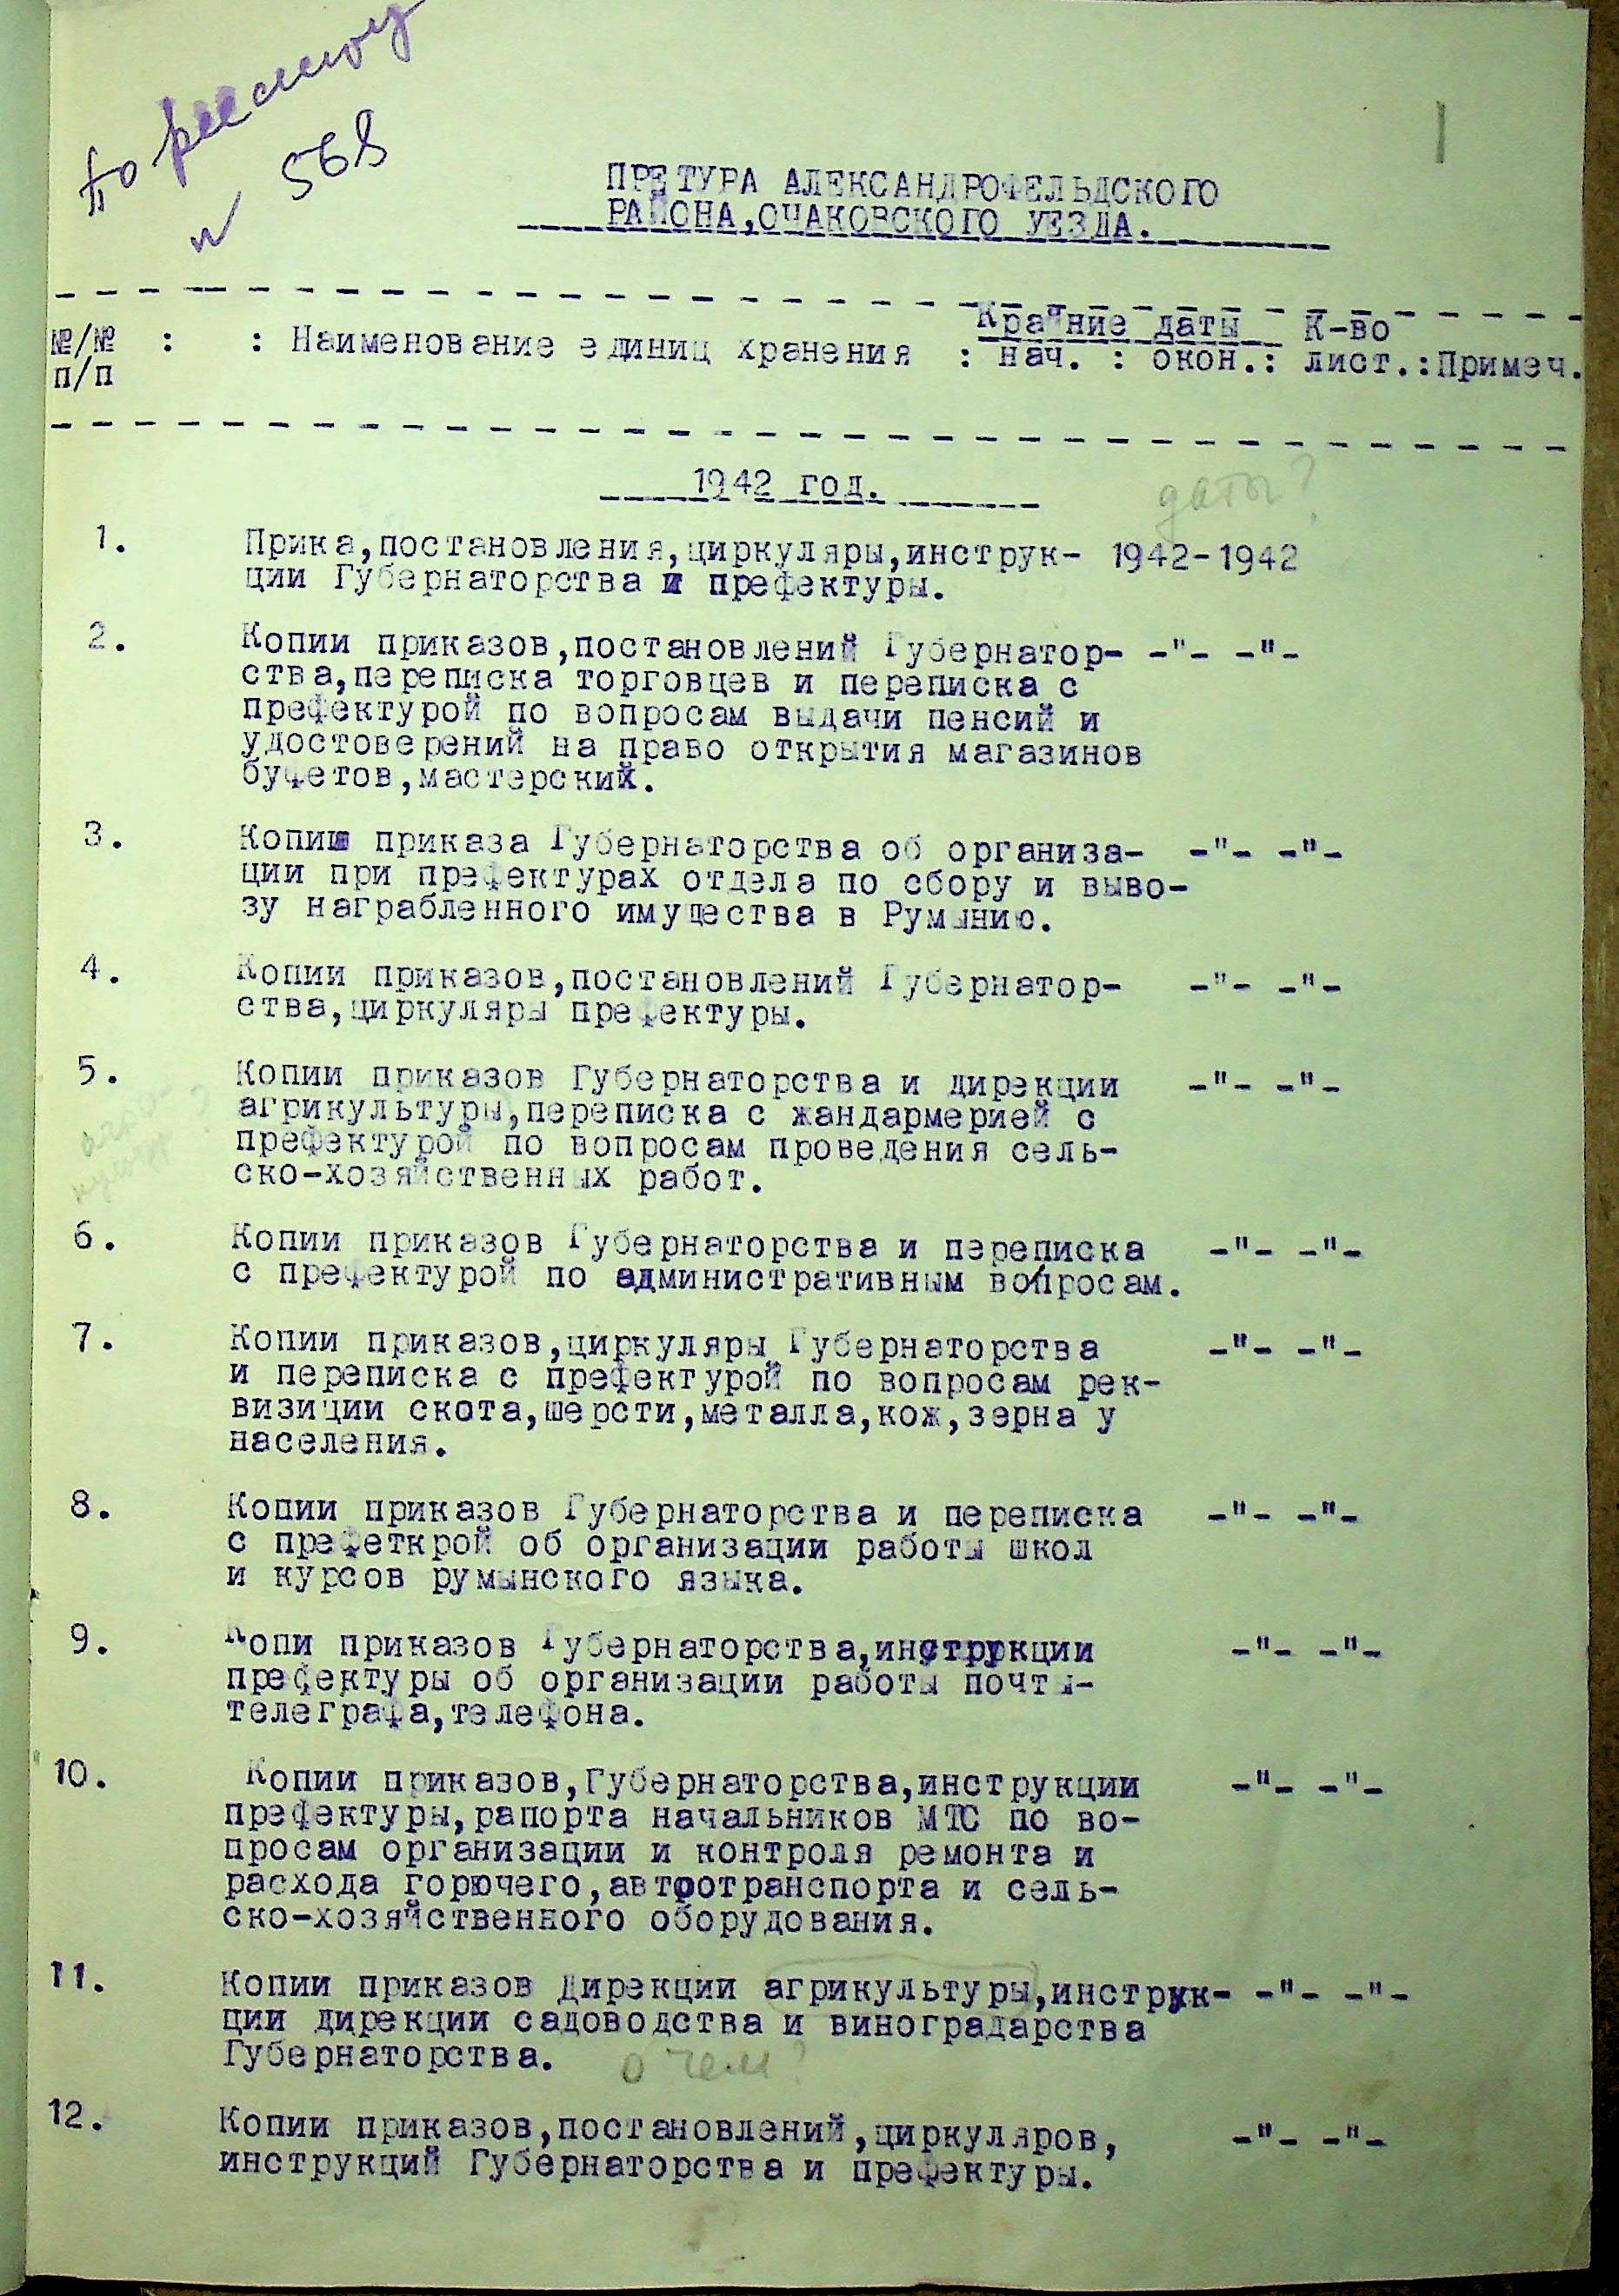 По реестру
№ 568
ПРЕТУРА АЛЕКСАНДРОФЕЛЬДСКОГО
РАЙОНА,ОЧАКОВСКОГО УЕЗДА.
Крайние даты К-во
№/№ : : Наименование единиц хранения : нач. : окон.: лист.:Примеч.
п/п
1942 год.
даты?
1. Прика,постановления,циркуляры,инструк- 1942-1942
ции Губернаторства и префектуры.
2. Копии приказов,постановлений Губернатор- -"- -"-
ства,переписка торговцев и переписка с
префектурой по вопросам выдачи пенсий и
удостоверений на право открытия магазинов
буфетов,мастерский.
3. Копии приказа Губернаторства об организа- -"- -"-
ции при префектурах отдела по сбору и выво-
зу награбленного имущества в Румынию.
4. Копии приказов,постановлений Губернатор- -"- -"-
ства,циркуляры префектуры.
5. Копии приказов Губернаторства и дирекции -"- -"-
агрикультуры,переписка с жандармерией с
префектурой по вопросам проведения сель-
ско-хозяйственных работ.
6. Копии приказов Губернаторства и переписка -"- -"-
с префектурой по административным вопросам.
7. Копии приказов,циркуляры Губернаторства -"- -"-
и переписка с префектурой по вопросам рек-
визиции скота,шерсти,металла,кож,зерна у
населения.
8. Копии приказов Губернаторства и переписка -"- -"-
с префеткрой об организации работы школ
и курсов румынского языка.
9. Копи приказов Губернаторства,инструкции -"- -"-
префектуры об организации работы почты-
телеграфа,телефона.
10. Копии приказов,Губернаторства,инструкции -"- -"-
префектуры,рапорта начальников МТС по во-
просам организации и контроля ремонта и
расхода горючего,автоотранспорта и сель-
ско-хозяйственного оборудования.
11. Копии приказов Дирекции агрикультуры,инструк- -"- -"-
ции дирекции садоводства и виноградарства
Губернаторства. о чем?
12. Копии приказов,постановлений,циркуляров, -"- -"-
инструкций Губернаторства и префектуры.